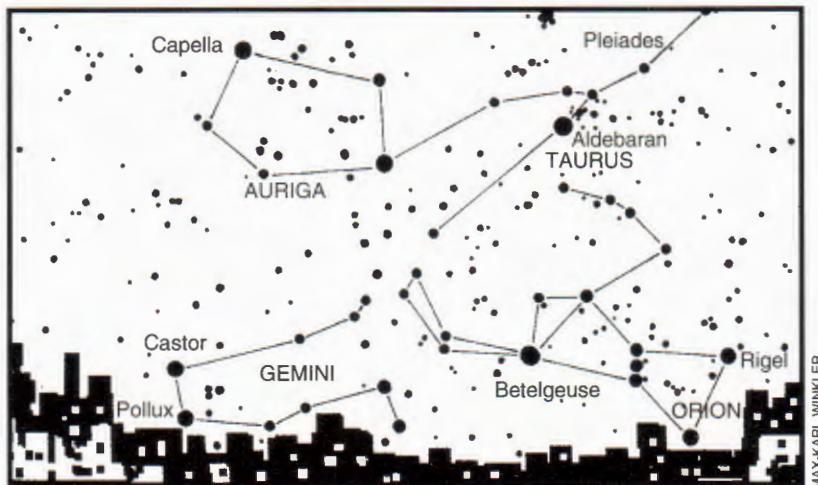 Capella
Pleiades
Aldebaran
TAURUS
AURIGA
Castor
GEMINI
Pollux
Betelgeuse
Rigel
ORION
MAX-KARL WINKLER